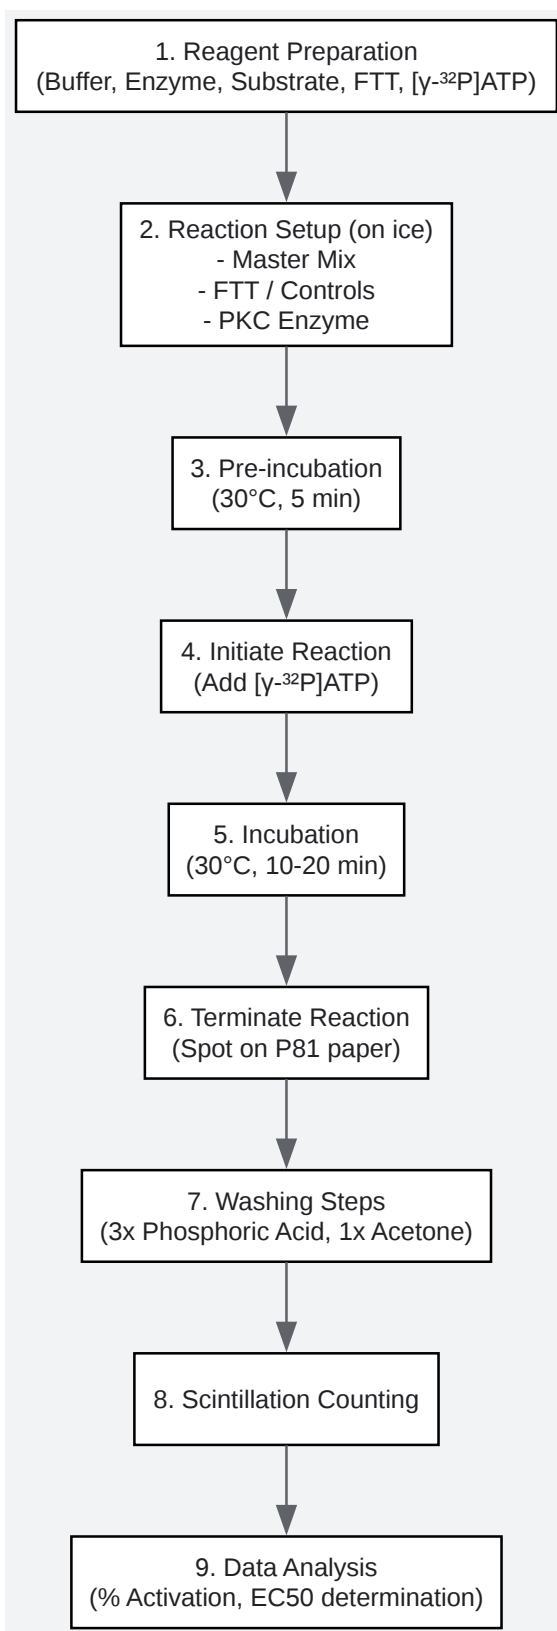 1. Reagent Preparation
(Buffer, Enzyme, Substrate, FTT, [γ-³²P]ATP)
2. Reaction Setup (on ice)
- Master Mix
- FTT / Controls
- PKC Enzyme
3. Pre-incubation
(30°C, 5 min)
4. Initiate Reaction
(Add [γ-³²P]ATP)
5. Incubation
(30°C, 10-20 min)
6. Terminate Reaction
(Spot on P81 paper)
7. Washing Steps
(3x Phosphoric Acid, 1x Acetone)
8. Scintillation Counting
9. Data Analysis
(% Activation, EC50 determination)